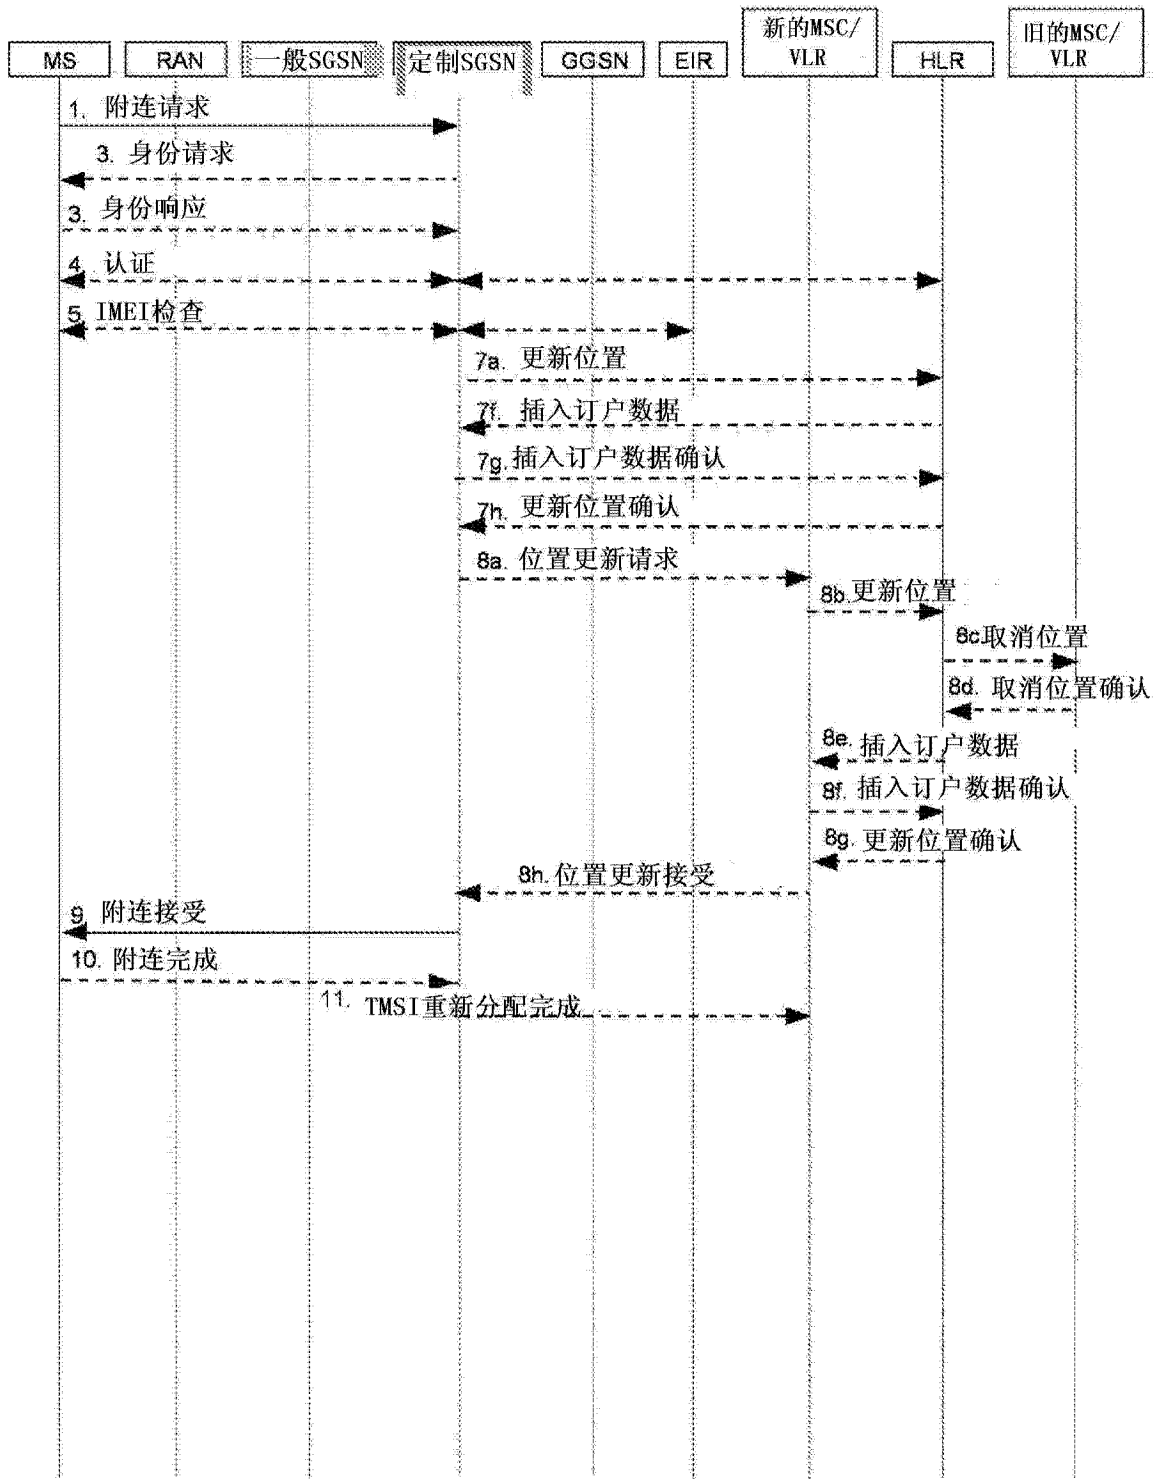 MS
RAN
一般SGSN
定制SGSN
GGSN
EIR
新的MSC/
VLR
HLR
旧的MSC/
VLR
1. 附连请求
3. 身份请求
3. 身份响应
4. 认证
5. IMEI检查
7a. 更新位置
7f. 插入订户数据
7g.插入订户数据确认
7h. 更新位置确认
8a. 位置更新请求
8b.更新位置
8c取消位置
8d. 取消位置确认
8e. 插入订户数据
8f. 插入订户数据确认
8g. 更新位置确认
8h.位置更新接受
9. 附连接受
10. 附连完成
11. TMSI重新分配完成